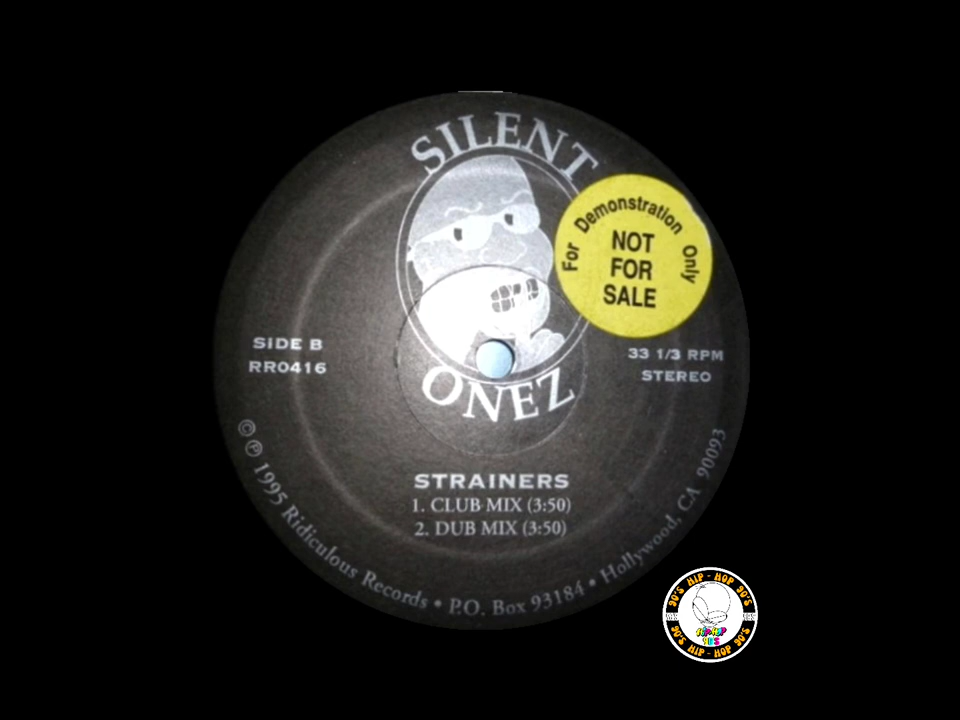 SILENT
ONEZ
For Demonstration Only
NOT
FOR
SALE
SIDE B
RR0416
33 1/3 RPM
STEREO
STRAINERS
1. CLUB MIX (3:50)
2. DUB MIX (3:50)
© ℗ 1995 Ridiculous Records • P.O. Box 93184 • Hollywood, CA 90093
90'S HIP - HOP 90'S
90'S HIP - HOP 90'S